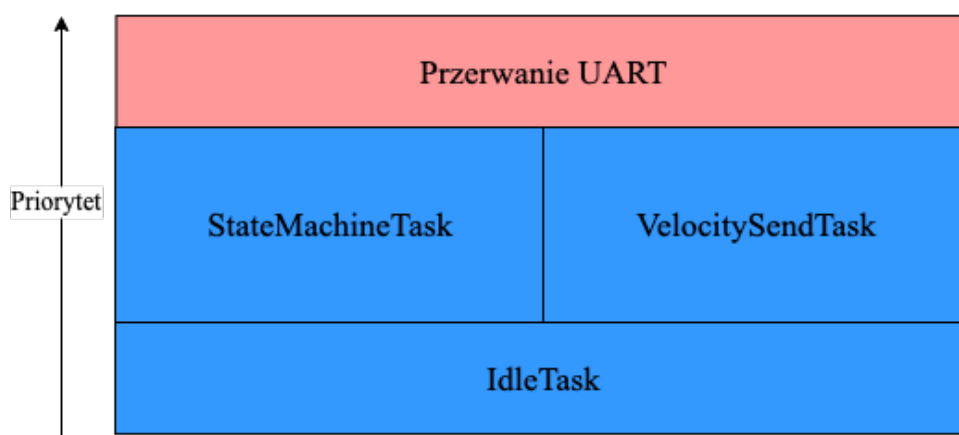 Przerwanie UART
Priorytet
StateMachineTask
VelocitySendTask
IdleTask